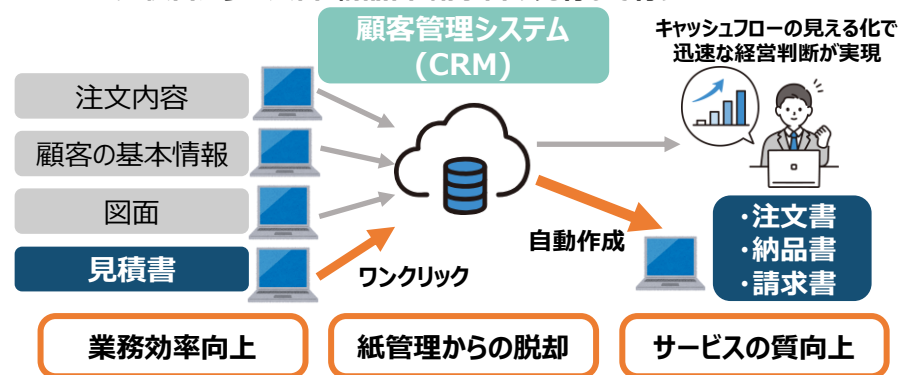 顧客管理システム
(CRM)
キャッシュフローの見える化で
迅速な経営判断が実現
注文内容
顧客の基本情報
図面
見積書
ワンクリック
自動作成
・注文書
・納品書
・請求書
業務効率向上
紙管理からの脱却
サービスの質向上